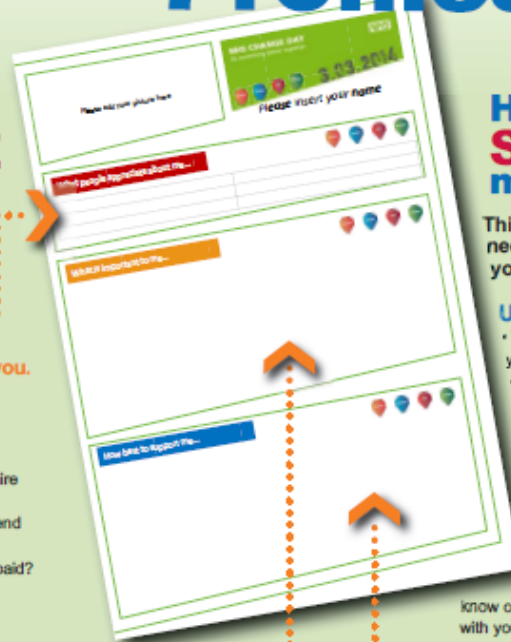 Please add your picture here
NHS CHANGE DAY
3.03.2014
Please insert your name
What people appreciate about me...
What is important to me...
How best to support me...
H
S
m
This
nee
yo
U
y
you.
ire
end
paid?
know o
with yo